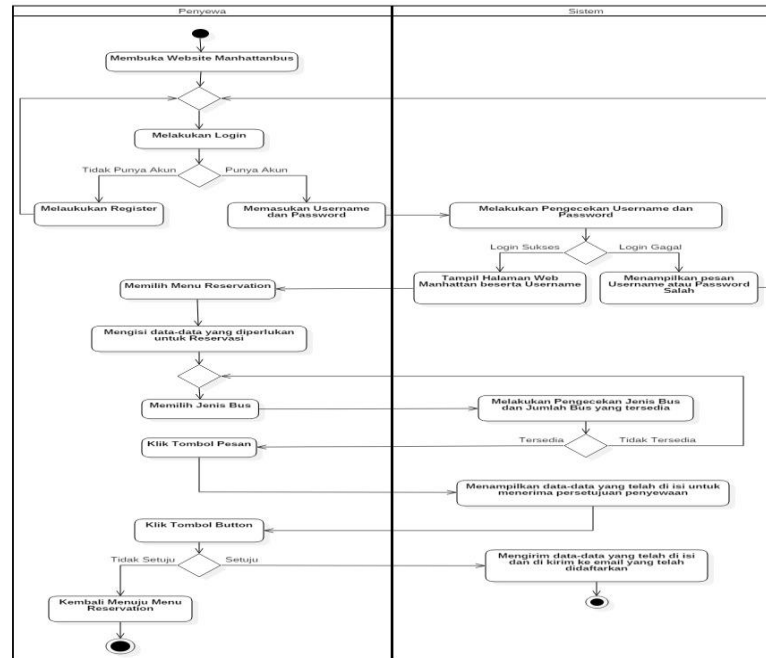 Penyewa
Sistem
Membuka Website Manhattanbus
Melakukan Login
Tidak Punya Akun
Punya Akun
Melaukukan Register
Memasukan Username
dan Password
Melakukan Pengecekan Username dan
Password
Login Sukses
Login Gagal
Tampil Halaman Web
Manhattan beserta Username
Menampilkan pesan
Username atau Password
Salah
Memilih Menu Reservation
Mengisi data-data yang diperlukan
untuk Reservasi
Memilih Jenis Bus
Melakukan Pengecekan Jenis Bus
dan Jumlah Bus yang tersedia
Tersedia
Tidak Tersedia
Klik Tombol Pesan
Menampilkan data-data yang telah di isi untuk
menerima persetujuan penyewaan
Klik Tombol Button
Tidak Setuju
Setuju
Mengirim data-data yang telah di isi
dan di kirim ke email yang telah
didaftarkan
Kembali Menuju Menu
Reservation